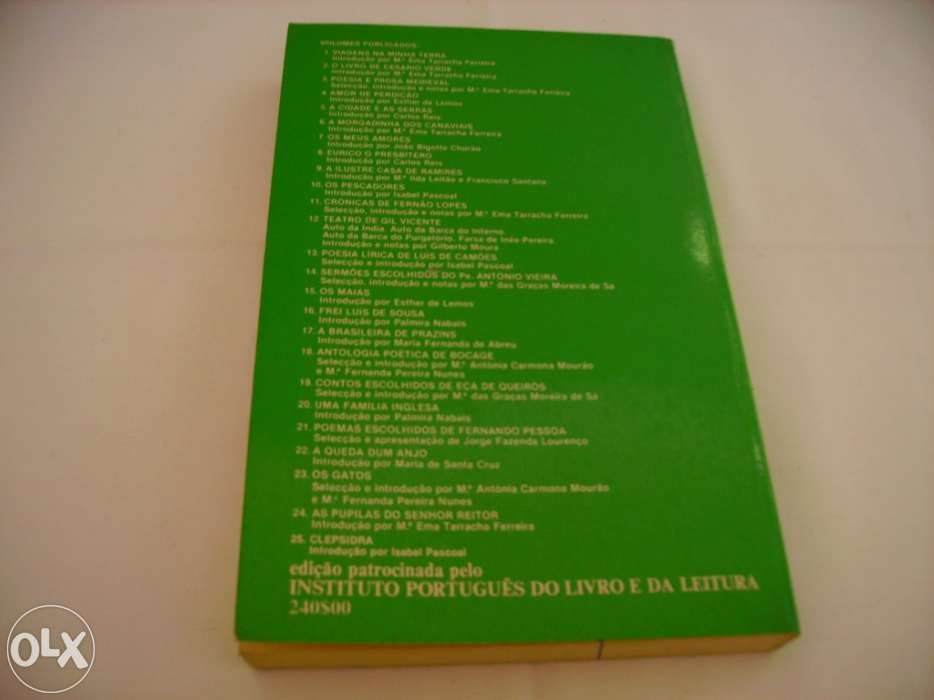 VOLUMES PUBLICADOS:
1. VIAGENS NA MINHA TERRA
Introdução por M.ª Ema Tarracha Ferreira
2. O LIVRO DE CESÁRIO VERDE
Introdução por M.ª Ema Tarracha Ferreira
3. POESIA E PROSA MEDIEVAL
Selecção, introdução e notas por M.ª Ema Tarracha Ferreira
4. AMOR DE PERDIÇÃO
Introdução por Esther de Lemos
5. A CIDADE E AS SERRAS
Introdução por Carlos Reis
6. A MORGADINHA DOS CANAVIAIS
Introdução por M.ª Ema Tarracha Ferreira
7. OS MEUS AMORES
Introdução por João Bigotte Chorão
8. EURICO O PRESBÍTERO
Introdução por Carlos Reis
9. A ILUSTRE CASA DE RAMIRES
Introdução por M.ª Ilda Leitão e Francisco Santana
10. OS PESCADORES
Introdução por Isabel Pascoal
11. CRÓNICAS DE FERNÃO LOPES
Selecção, introdução e notas por M.ª Ema Tarracha Ferreira
12. TEATRO DE GIL VICENTE
Auto da Índia. Auto da Barca do Inferno.
Auto da Barca do Purgatório. Farsa de Inês Pereira.
Introdução e notas por Gilberto Moura
13. POESIA LÍRICA DE LUÍS DE CAMÕES
Selecção e introdução por Isabel Pascoal
14. SERMÕES ESCOLHIDOS DO Pe. ANTÓNIO VIEIRA
Selecção, introdução e notas por M.ª das Graças Moreira de Sá
15. OS MAIAS
Introdução por Esther de Lemos
16. FREI LUÍS DE SOUSA
Introdução por Palmira Nabais
17. A BRASILEIRA DE PRAZINS
Introdução por Maria Fernanda de Abreu
18. ANTOLOGIA POÉTICA DE BOCAGE
Selecção e introdução por M.ª Antónia Carmona Mourão
e M.ª Fernanda Pereira Nunes
19. CONTOS ESCOLHIDOS DE EÇA DE QUEIRÓS
Selecção e introdução por M.ª das Graças Moreira de Sá
20. UMA FAMÍLIA INGLESA
Introdução por Palmira Nabais
21. POEMAS ESCOLHIDOS DE FERNANDO PESSOA
Selecção e apresentação de Jorge Fazenda Lourenço
22. A QUEDA DUM ANJO
Introdução por Maria de Santa Cruz
23. OS GATOS
Selecção e introdução por M.ª Antónia Carmona Mourão
e M.ª Fernanda Pereira Nunes
24. AS PUPILAS DO SENHOR REITOR
Introdução por M.ª Ema Tarracha Ferreira
25. CLEPSIDRA
Introdução por Isabel Pascoal
edição patrocinada pelo
INSTITUTO PORTUGUÊS DO LIVRO E DA LEITURA
240$00
OLX